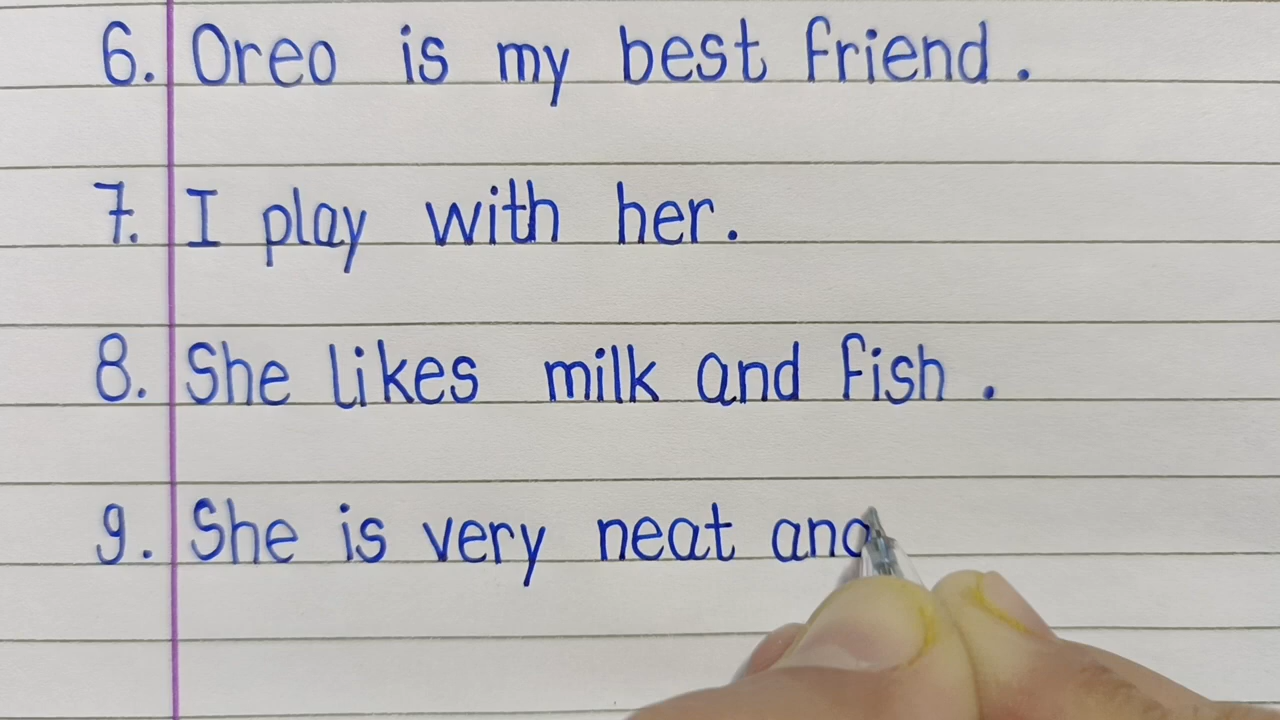 6. Oreo is my best friend.
7. I play with her.
8. She likes milk and fish.
9. She is very neat and